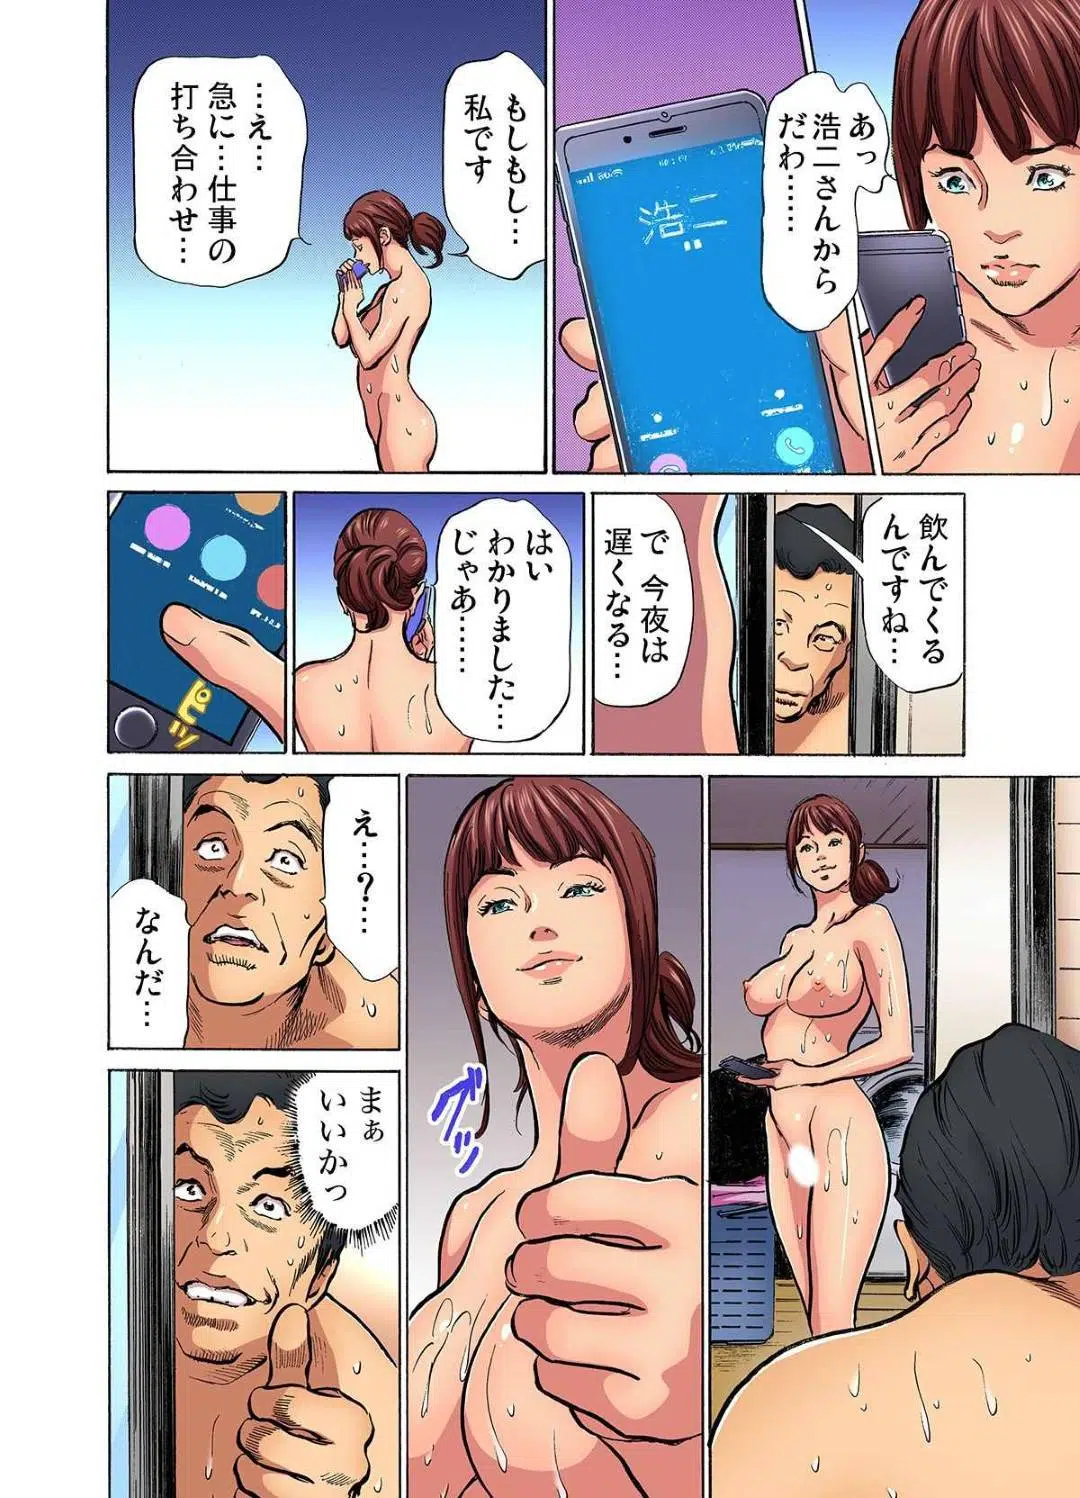 あっ
浩二さんから
だわ……
浩二
もしもし…
私です
…え…
急に…仕事の
打ち合わせ…
飲んでくる
んですね…
で 今夜は
遅くなる…
はい
わかりました…
じゃあ……
ピッ
グッ
え…?…
なんだ…
まぁ
いいかっ